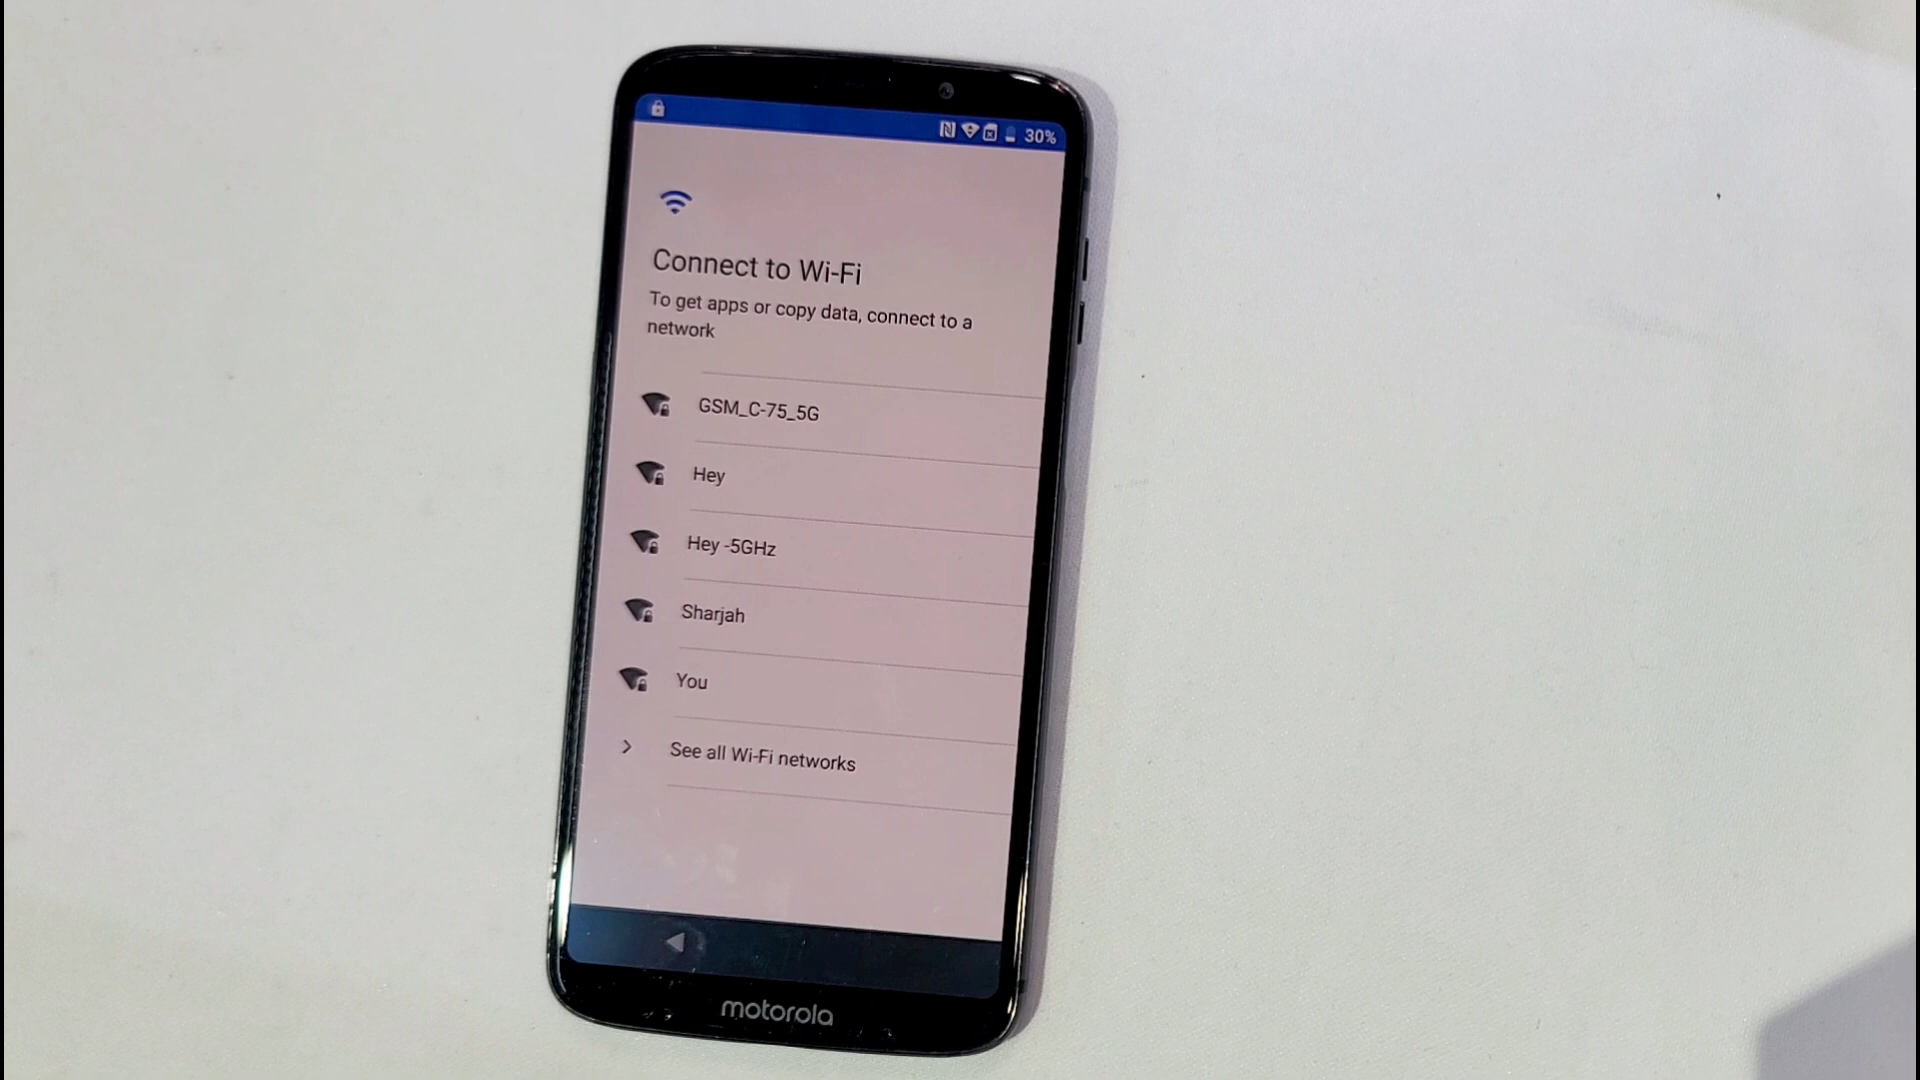 30%
Connect to Wi-Fi
To get apps or copy data, connect to a
network
GSM_C-75_5G
Hey
Hey -5GHz
Sharjah
You
See all Wi-Fi networks
motorola